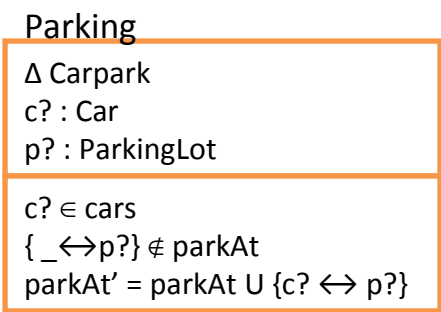 Parking
Δ Carpark
c? : Car
p? : ParkingLot
c? ∈ cars
{ _↔p?} ∉ parkAt
parkAt’ = parkAt U {c? ↔ p?}